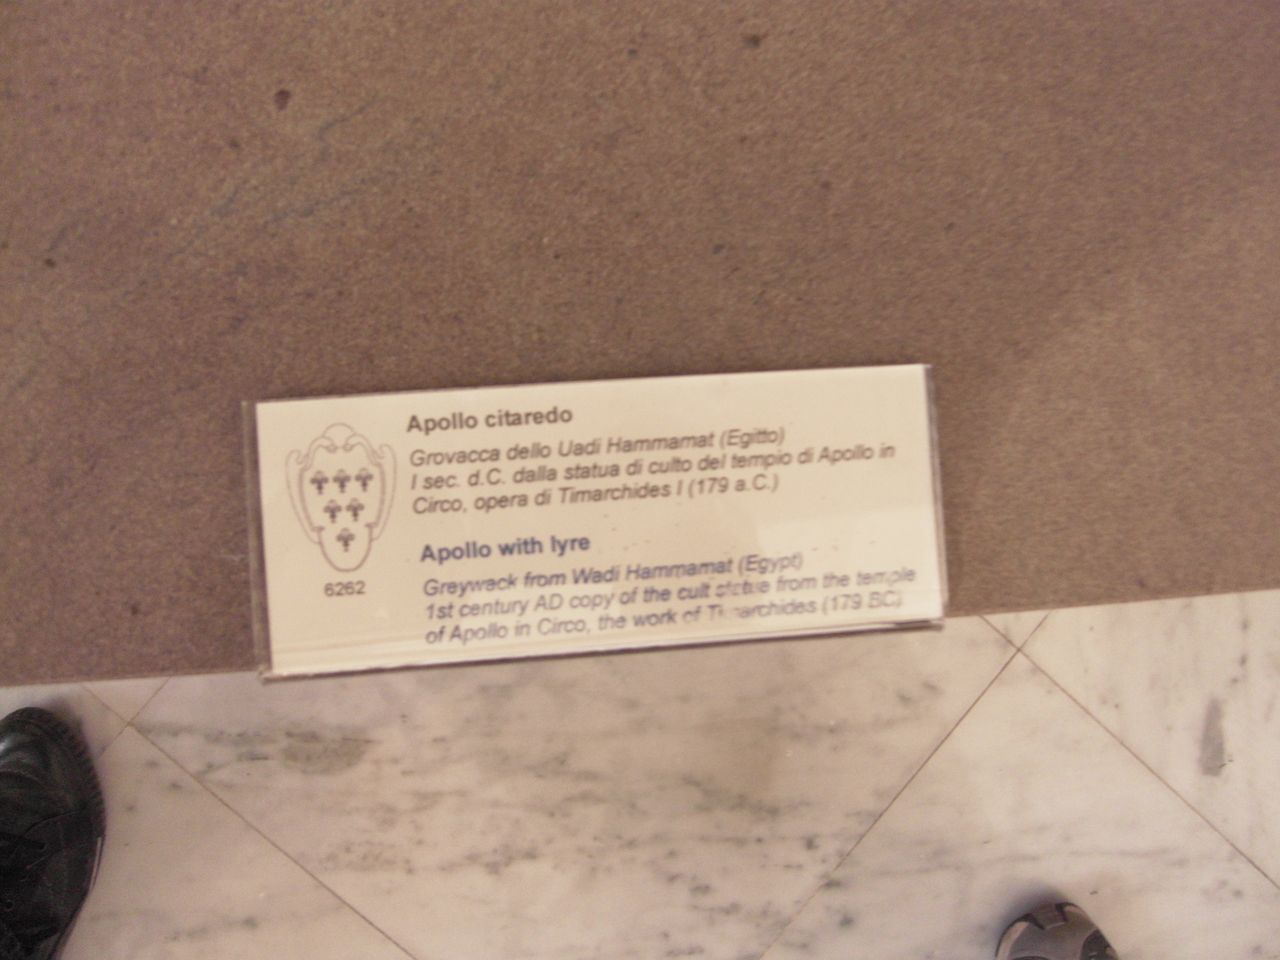 Apollo citaredo
Grovacca dello Uadi Hammamat (Egitto)
I sec. d.C. dalla statua di culto del tempio di Apollo in
Circo, opera di Timarchides I (179 a.C.)
Apollo with lyre
Greywack from Wadi Hammamat (Egypt)
1st century AD copy of the cult statue from the temple
of Apollo in Circo, the work of Timarchides (179 BC)
6262